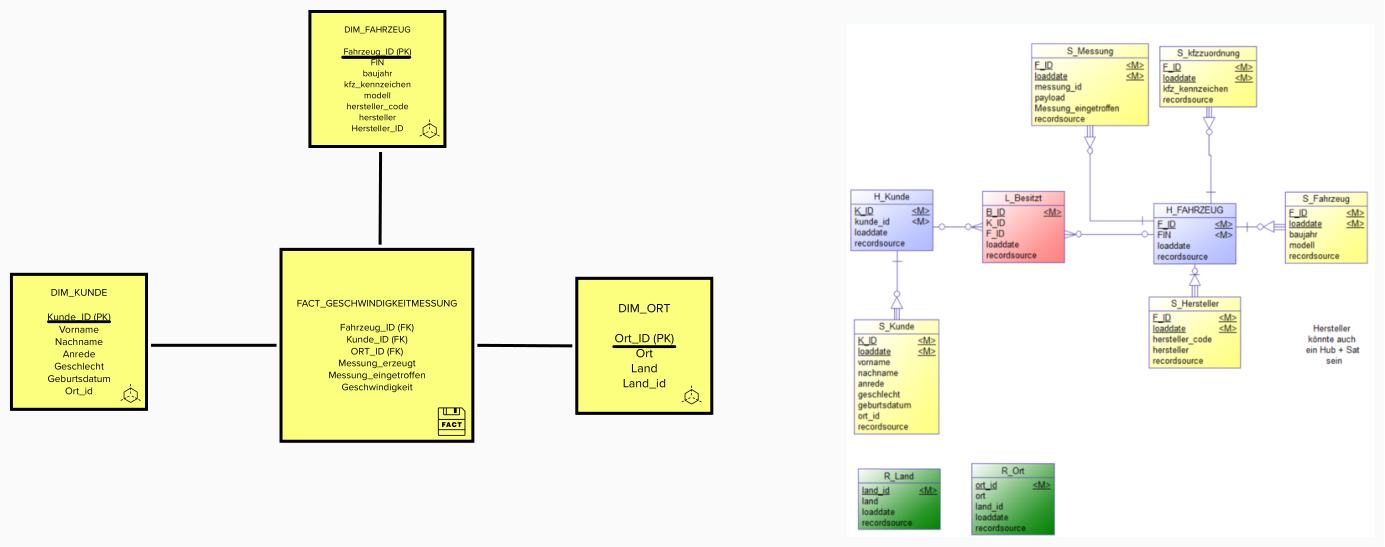 DIM_FAHRZEUG
Fahrzeug_ID (PK)
FIN
baujahr
kfz_kennzeichen
modell
hersteller_code
hersteller
Hersteller_ID
DIM_KUNDE
Kunde_ID (PK)
Vorname
Nachname
Anrede
Geschlecht
Geburtsdatum
Ort_id
FACT_GESCHWINDIGKEITMESSUNG
Fahrzeug_ID (FK)
Kunde_ID (FK)
ORT_ID (FK)
Messung_erzeugt
Messung_eingetroffen
Geschwindigkeit
FACT
DIM_ORT
Ort_ID (PK)
Ort
Land
Land_id
S_Messung
F_ID <M>
loaddate <M>
messung_id
payload
Messung_eingetroffen
recordsource
S_kfzzuordnung
F_ID <M>
loaddate <M>
kfz_kennzeichen
recordsource
H_Kunde
K_ID <M>
kunde_id <M>
loaddate
recordsource
L_Besitzt
B_ID <M>
K_ID
F_ID
loaddate
recordsource
H_FAHRZEUG
F_ID <M>
FIN <M>
loaddate
recordsource
S_Fahrzeug
F_ID <M>
loaddate <M>
baujahr
modell
recordsource
S_Hersteller
F_ID <M>
loaddate <M>
hersteller_code
hersteller
recordsource
Hersteller
könnte auch
ein Hub + Sat
sein
S_Kunde
K_ID <M>
loaddate <M>
vorname
nachname
anrede
geschlecht
geburtsdatum
ort_id
recordsource
R_Land
land_id <M>
land
loaddate
recordsource
R_Ort
ort_id <M>
ort
land_id
loaddate
recordsource